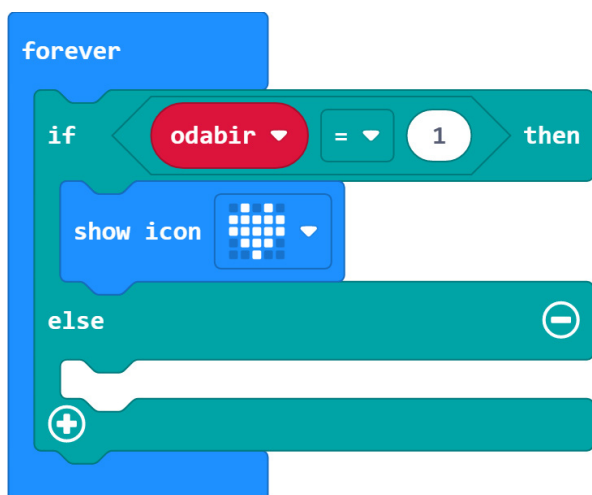 forever
if odabir = 1 then
show icon
else